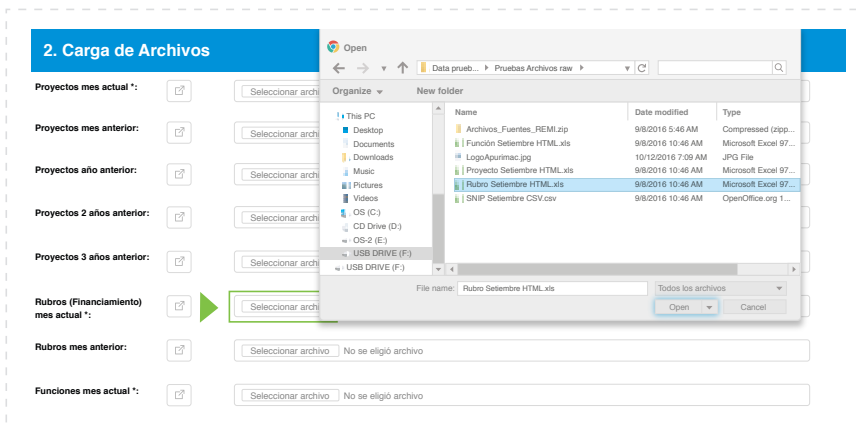 2. Carga de Archivos
Proyectos mes actual *:
Seleccionar archi
Proyectos mes anterior:
Seleccionar archi
Proyectos año anterior:
Seleccionar archi
Proyectos 2 años anterior:
Seleccionar archi
Proyectos 3 años anterior:
Seleccionar archi
Rubros (Financiamiento)
mes actual *:
Seleccionar archi
Rubros mes anterior:
Seleccionar archivo No se eligió archivo
Funciones mes actual *:
Seleccionar archivo No se eligió archivo
Open
Data prueb... Pruebas Archivos raw
Organize New folder
This PC
Desktop
Documents
Downloads
Music
Pictures
Videos
OS (C:)
CD Drive (D:)
OS-2 (E:)
USB DRIVE (F:)
USB DRIVE (F:)
Name Date modified Type
Archivos_Fuentes_REMI.zip 9/8/2016 5:46 AM Compressed (zipp...
Función Setiembre HTML.xls 9/8/2016 10:46 AM Microsoft Excel 97...
LogoApurimac.jpg 10/12/2016 7:09 AM JPG File
Proyecto Setiembre HTML.xls 9/8/2016 10:46 AM Microsoft Excel 97...
Rubro Setiembre HTML.xls 9/8/2016 10:46 AM Microsoft Excel 97...
SNIP Setiembre CSV.csv 9/8/2016 10:46 AM OpenOffice.org 1...
File name: Rubro Setiembre HTML.xls Todos los archivos
Open Cancel